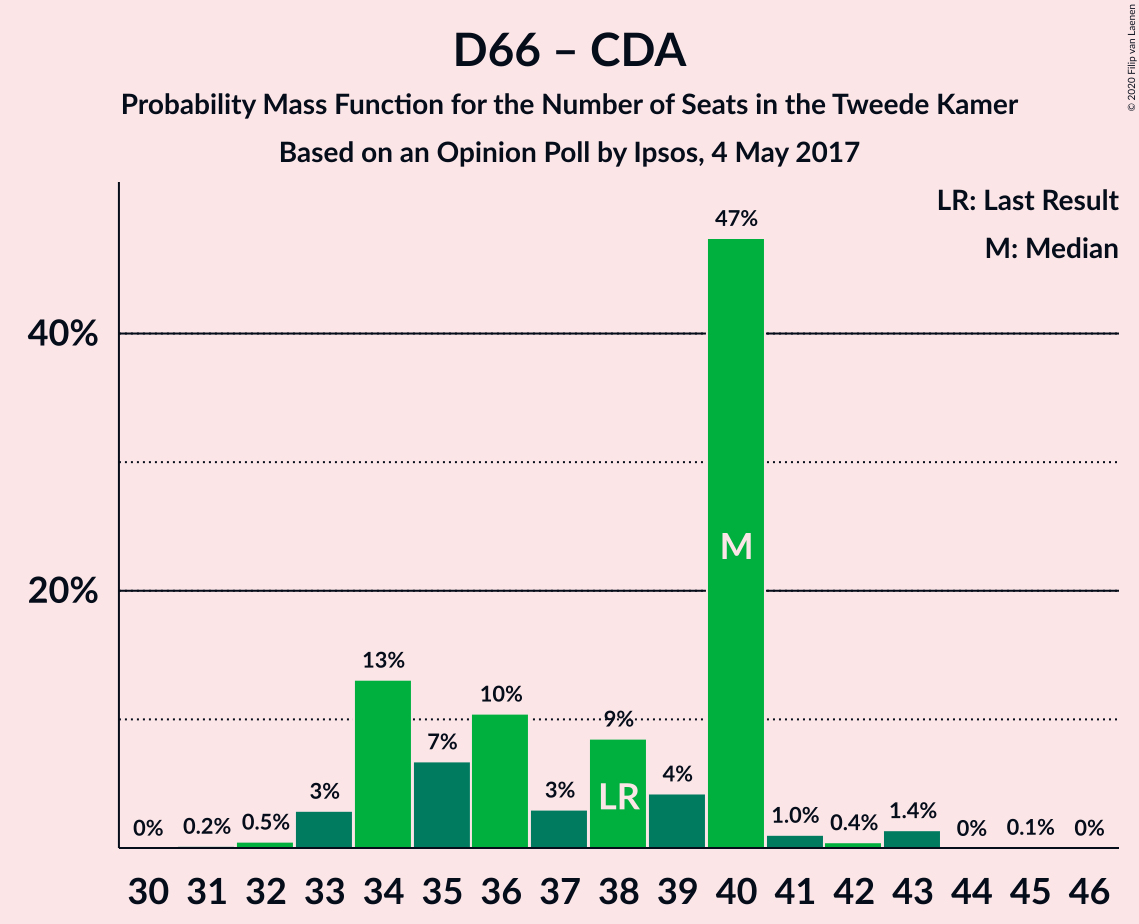 D66 – CDA
Probability Mass Function for the Number of Seats in the Tweede Kamer
Based on an Opinion Poll by Ipsos, 4 May 2017
© 2020 Filip van Laenen
LR: Last Result
M: Median
40%
20%
0%
0.2%
0.5%
3%
13%
7%
10%
3%
9%
4%
47%
1.0%
0.4%
1.4%
0%
0.1%
0%
LR
M
30 31 32 33 34 35 36 37 38 39 40 41 42 43 44 45 46